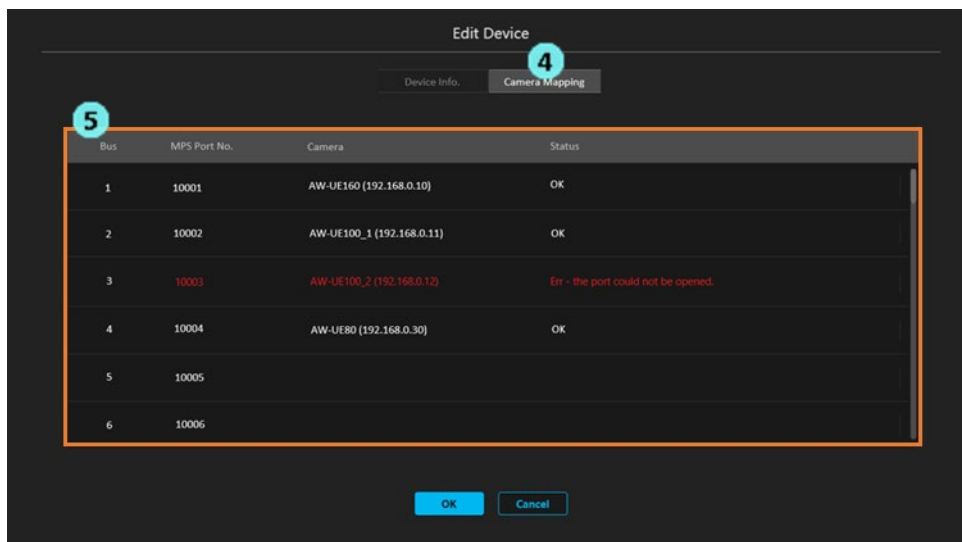 Edit Device
4
Device Info. Camera Mapping
5
Bus MPS Port No. Camera Status
1 10001 AW-UE160 (192.168.0.10) OK
2 10002 AW-UE100_1 (192.168.0.11) OK
3 10003 AW-UE100_2 (192.168.0.12) Err - the port could not be opened.
4 10004 AW-UE80 (192.168.0.30) OK
5 10005
6 10006
OK Cancel